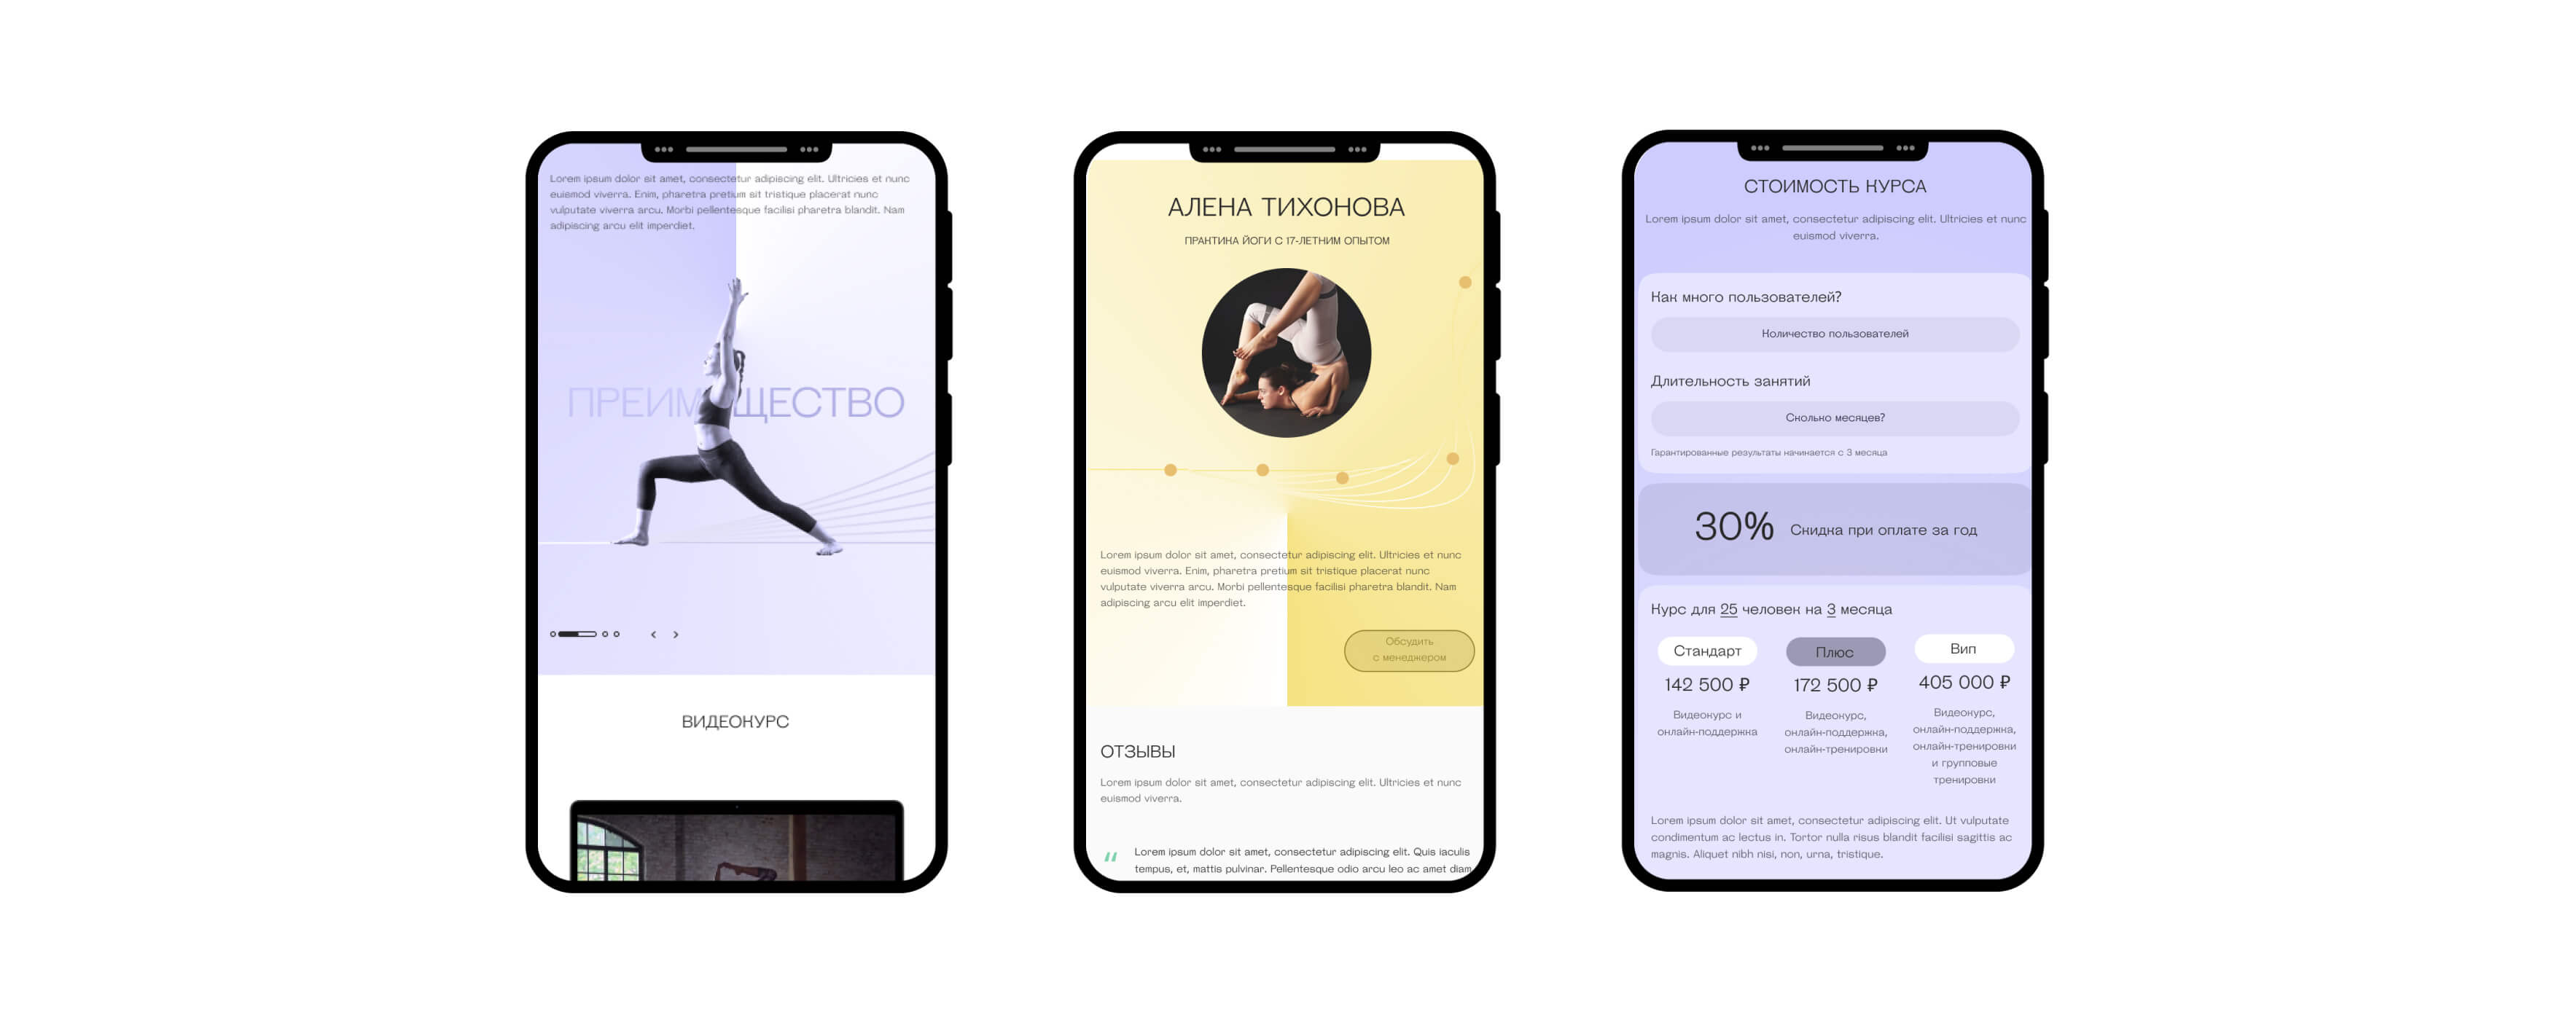 Lorem ipsum dolor sit amet, consectetur adipiscing elit. Ultricies et nunc
euismod viverra. Enim, pharetra pretium sit tristique placerat nunc
vulputate viverra arcu. Morbi pellentesque facilisi pharetra blandit. Nam
adipiscing arcu elit imperdiet.
ПРЕИМ ЩЕСТВО
ВИДЕОКУРС
АЛЕНА ТИХОНОВА
ПРАКТИКА ЙОГИ С 17-ЛЕТНИМ ОПЫТОМ
Lorem ipsum dolor sit amet, consectetur adipiscing elit. Ultricies et nunc
euismod viverra. Enim, pharetra pretium sit tristique placerat nunc
vulputate viverra arcu. Morbi pellentesque facilisi pharetra blandit. Nam
adipiscing arcu elit imperdiet.
Обсудить
с менеджером
ОТЗЫВЫ
Lorem ipsum dolor sit amet, consectetur adipiscing elit. Ultricies et nunc
euismod viverra.
“ Lorem ipsum dolor sit amet, consectetur adipiscing elit. Quis iaculis
tempus, et, mattis pulvinar. Pellentesque odio arcu leo ac amet diam
СТОИМОСТЬ КУРСА
Lorem ipsum dolor sit amet, consectetur adipiscing elit. Ultricies et nunc
euismod viverra.
Как много пользователей?
Количество пользователей
Длительность занятий
Сколько месяцев?
Гарантированные результаты начинается с 3 месяца
30% Скидка при оплате за год
Курс для 25 человек на 3 месяца
Стандарт
142 500 ₽
Видеокурс и
онлайн-поддержка
Плюс
172 500 ₽
Видеокурс,
онлайн-поддержка,
онлайн-тренировки
Вип
405 000 ₽
Видеокурс,
онлайн-поддержка,
онлайн-тренировки
и групповые
тренировки
Lorem ipsum dolor sit amet, consectetur adipiscing elit. Ut vulputate
condimentum ac lectus in. Tortor nulla risus blandit facilisi sagittis ac
magnis. Aliquet nibh nisi, non, urna, tristique.